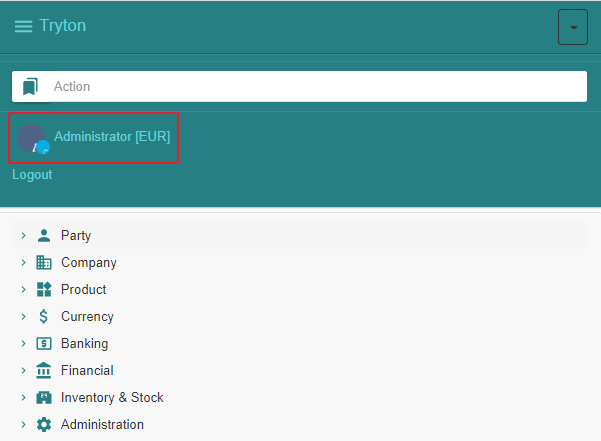 Tryton
Action
Administrator [EUR]
Logout
Party
Company
Product
Currency
Banking
Financial
Inventory & Stock
Administration